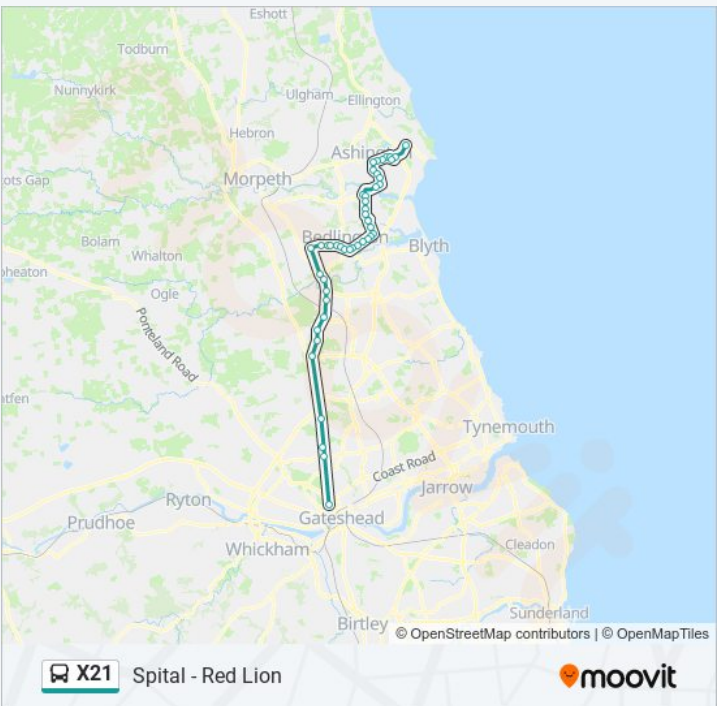 Eshott
Todburn
Nunnykirk
Ulgham
Ellington
Hebron
Ashington
Morpeth
ots Gap
Bedlington
Bolam
Blyth
Whalton
heaton
Ogle
Ponteland Road
tfen
Tynemouth
Coast Road
Jarrow
Ryton
Gateshead
Prudhoe
Cleadon
Whickham
Sunderland
Birtley
© OpenStreetMap contributors | © OpenMapTiles
X21 Spital - Red Lion
moovit